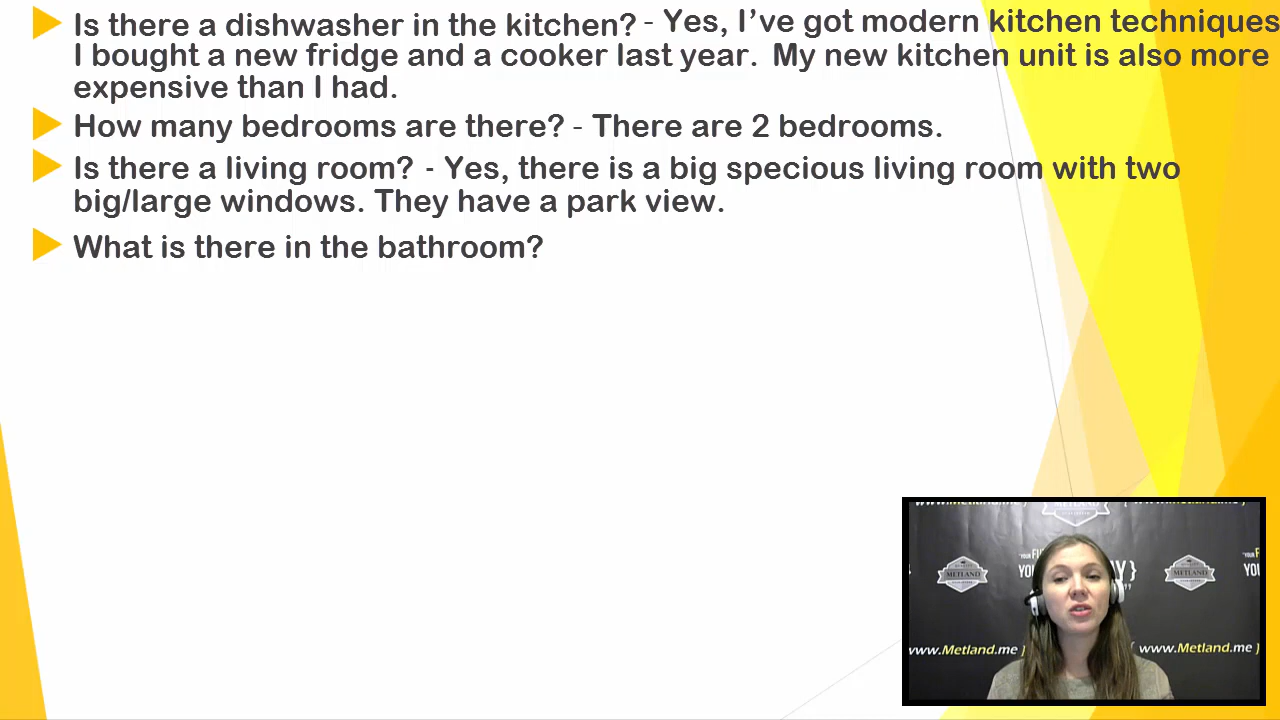 Is there a dishwasher in the kitchen? - Yes, I’ve got modern kitchen techniques
I bought a new fridge and a cooker last year. My new kitchen unit is also more
expensive than I had.
How many bedrooms are there? - There are 2 bedrooms.
Is there a living room? - Yes, there is a big specious living room with two
big/large windows. They have a park view.
What is there in the bathroom?
METLAND
METLAND
www.Metland.me }
{ www.Metland.me }